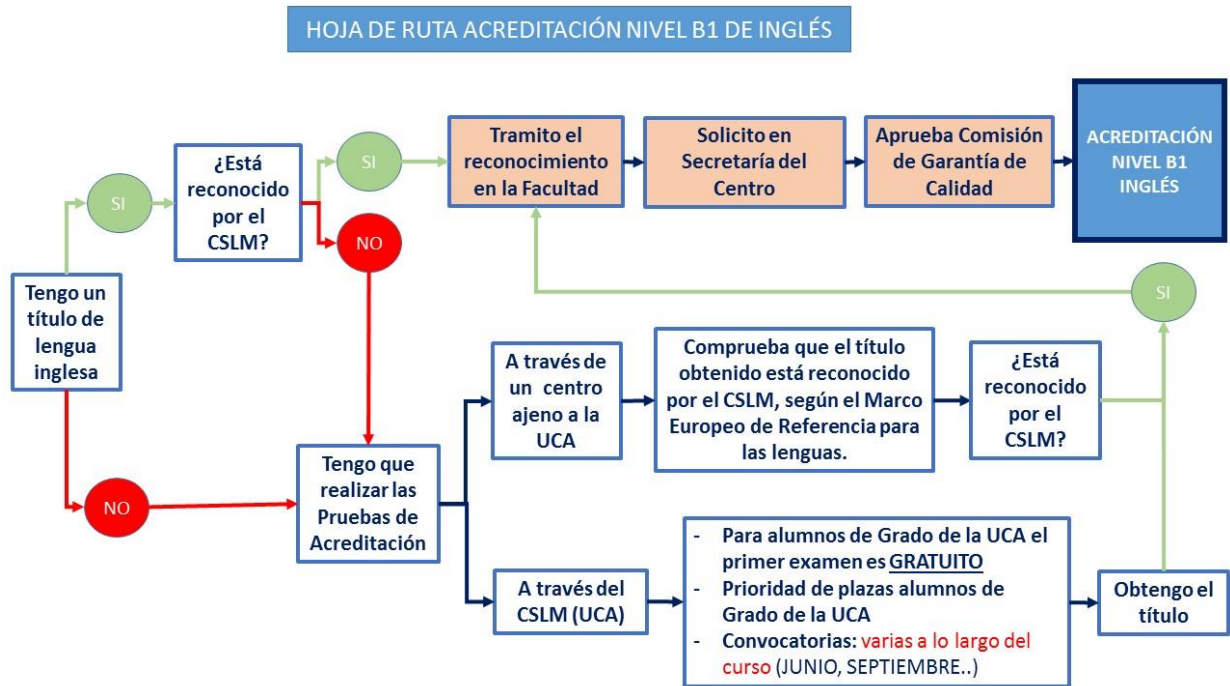 HOJA DE RUTA ACREDITACIÓN NIVEL B1 DE INGLÉS
Tengo un
título de
lengua
inglesa
SI
¿Está
reconocido
por el
CSLM?
SI
NO
Tramito el
reconocimiento
en la Facultad
Solicito en
Secretaría del
Centro
Aprueba Comisión
de Garantía de
Calidad
ACREDITACIÓN
NIVEL B1
INGLÉS
NO
Tengo que
realizar las
Pruebas de
Acreditación
A través de
un centro
ajeno a la
UCA
Comprueba que el título
obtenido está reconocido
por el CSLM, según el Marco
Europeo de Referencia para
las lenguas.
¿Está
reconocido
por el
CSLM?
SI
A través del
CSLM (UCA)
- Para alumnos de Grado de la UCA el
primer examen es GRATUITO
- Prioridad de plazas alumnos de
Grado de la UCA
- Convocatorias: varias a lo largo del
curso (JUNIO, SEPTIEMBRE..)
Obtengo el
título